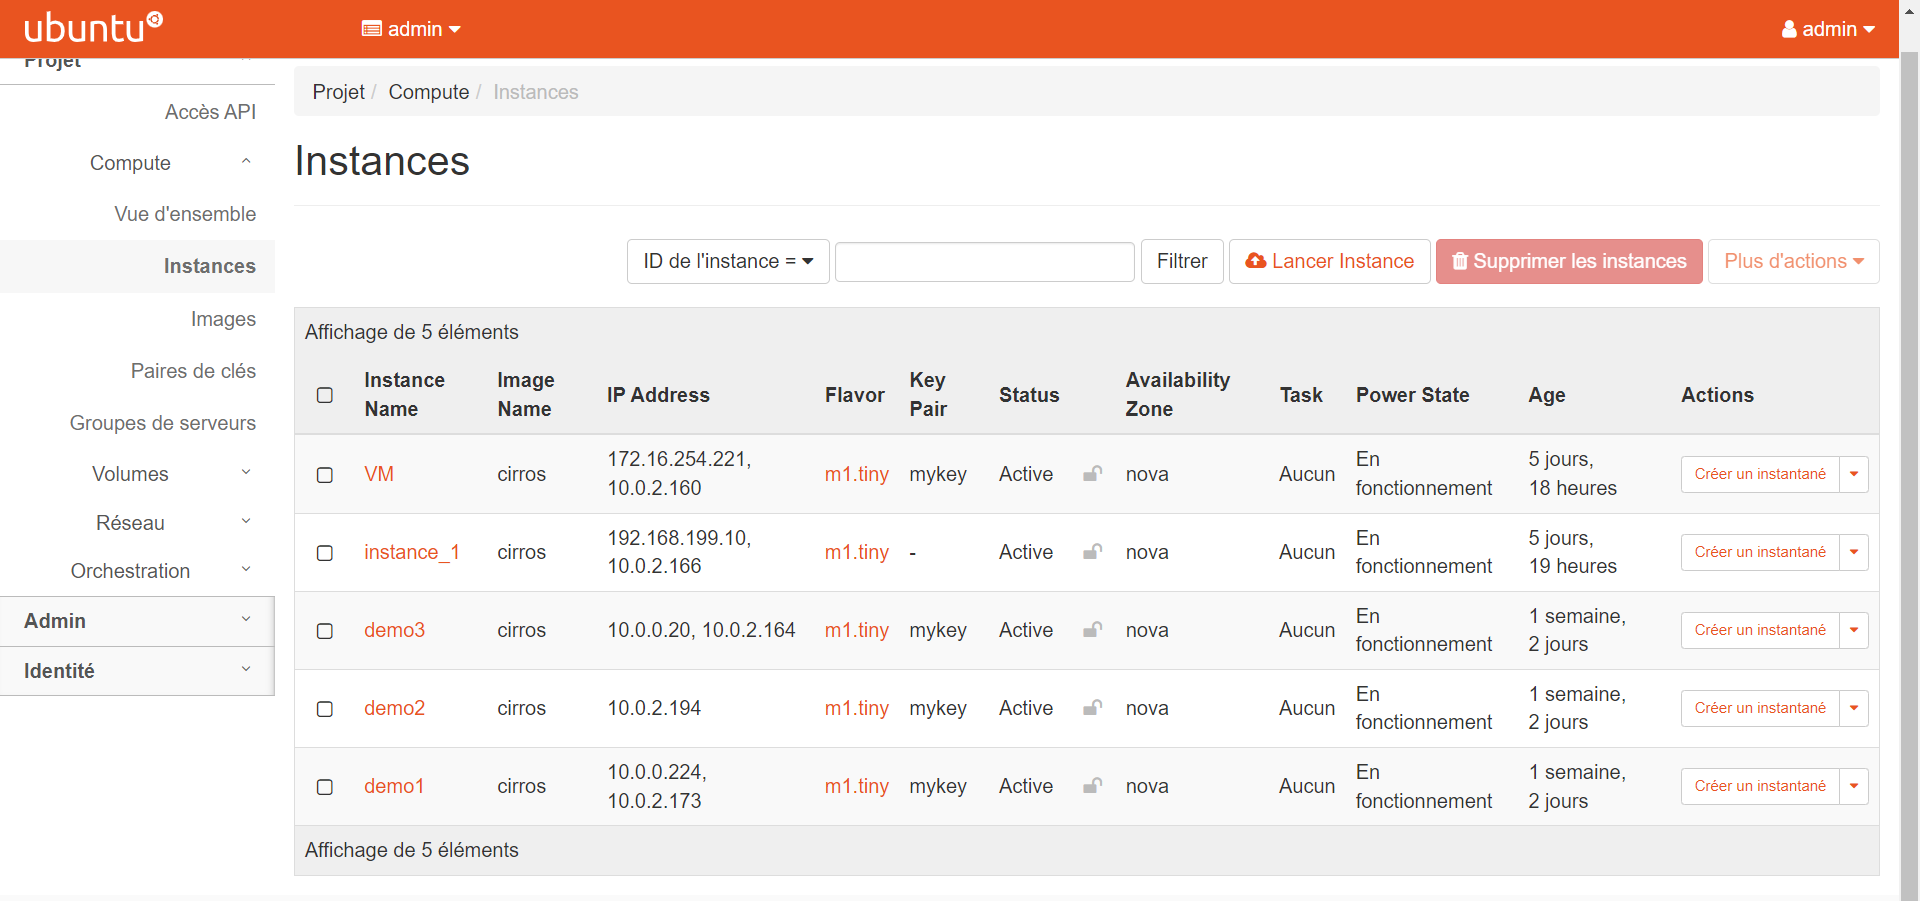 ubuntu
admin
admin
Projet
Accès API
Compute
Vue d'ensemble
Instances
Images
Paires de clés
Groupes de serveurs
Volumes
Réseau
Orchestration
Admin
Identité
Projet / Compute / Instances
Instances
ID de l'instance =
Filtrer
Lancer Instance
Supprimer les instances
Plus d'actions
Affichage de 5 éléments
Instance Name Image Name IP Address Flavor Key Pair Status Availability Zone Task Power State Age Actions
VM cirros 172.16.254.221, 10.0.2.160 m1.tiny mykey Active nova Aucun En fonctionnement 5 jours, 18 heures Créer un instantané
instance_1 cirros 192.168.199.10, 10.0.2.166 m1.tiny - Active nova Aucun En fonctionnement 5 jours, 19 heures Créer un instantané
demo3 cirros 10.0.0.20, 10.0.2.164 m1.tiny mykey Active nova Aucun En fonctionnement 1 semaine, 2 jours Créer un instantané
demo2 cirros 10.0.2.194 m1.tiny mykey Active nova Aucun En fonctionnement 1 semaine, 2 jours Créer un instantané
demo1 cirros 10.0.0.224, 10.0.2.173 m1.tiny mykey Active nova Aucun En fonctionnement 1 semaine, 2 jours Créer un instantané
Affichage de 5 éléments